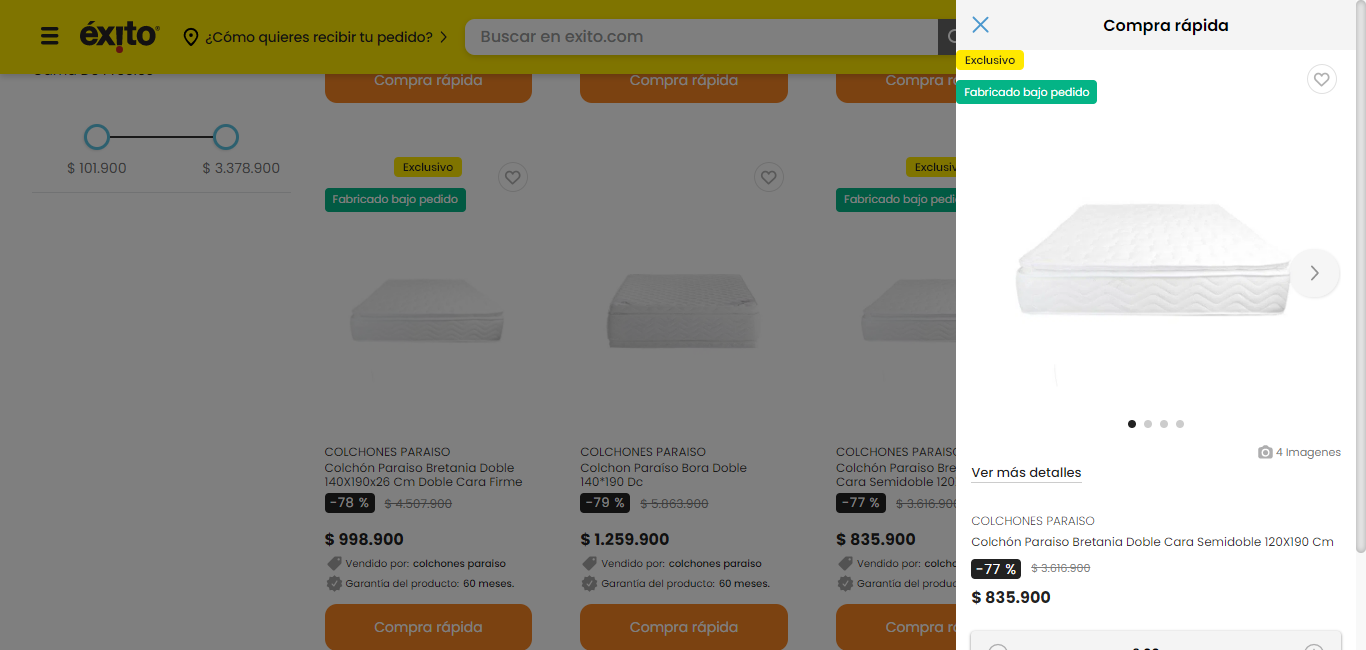 éxito
¿Cómo quieres recibir tu pedido?
Buscar en exito.com
Compra rápida
Compra rápida
Compra r
$ 101.900
$ 3.378.900
Exclusivo
Fabricado bajo pedido
COLCHONES PARAISO
Colchón Paraiso Bretania Doble
140X190x26 Cm Doble Cara Firme
-78 %
$ 4.507.900
$ 998.900
Vendido por: colchones paraiso
Garantía del producto: 60 meses.
Compra rápida
COLCHONES PARAISO
Colchon Paraíso Bora Doble
140*190 Dc
-79 %
$ 5.863.900
$ 1.259.900
Vendido por: colchones paraiso
Garantía del producto: 60 meses.
Compra rápida
Exclusiv
Fabricado bajo pedi
COLCHONES PARAISO
Colchón Paraiso Bre
Cara Semidoble 120
-77 %
$ 3.616.900
$ 835.900
Vendido por: colcho
Garantía del produc
Compra r
Compra rápida
Exclusivo
Fabricado bajo pedido
4 Imagenes
Ver más detalles
COLCHONES PARAISO
Colchón Paraiso Bretania Doble Cara Semidoble 120X190 Cm
-77 %
$ 3.616.900
$ 835.900